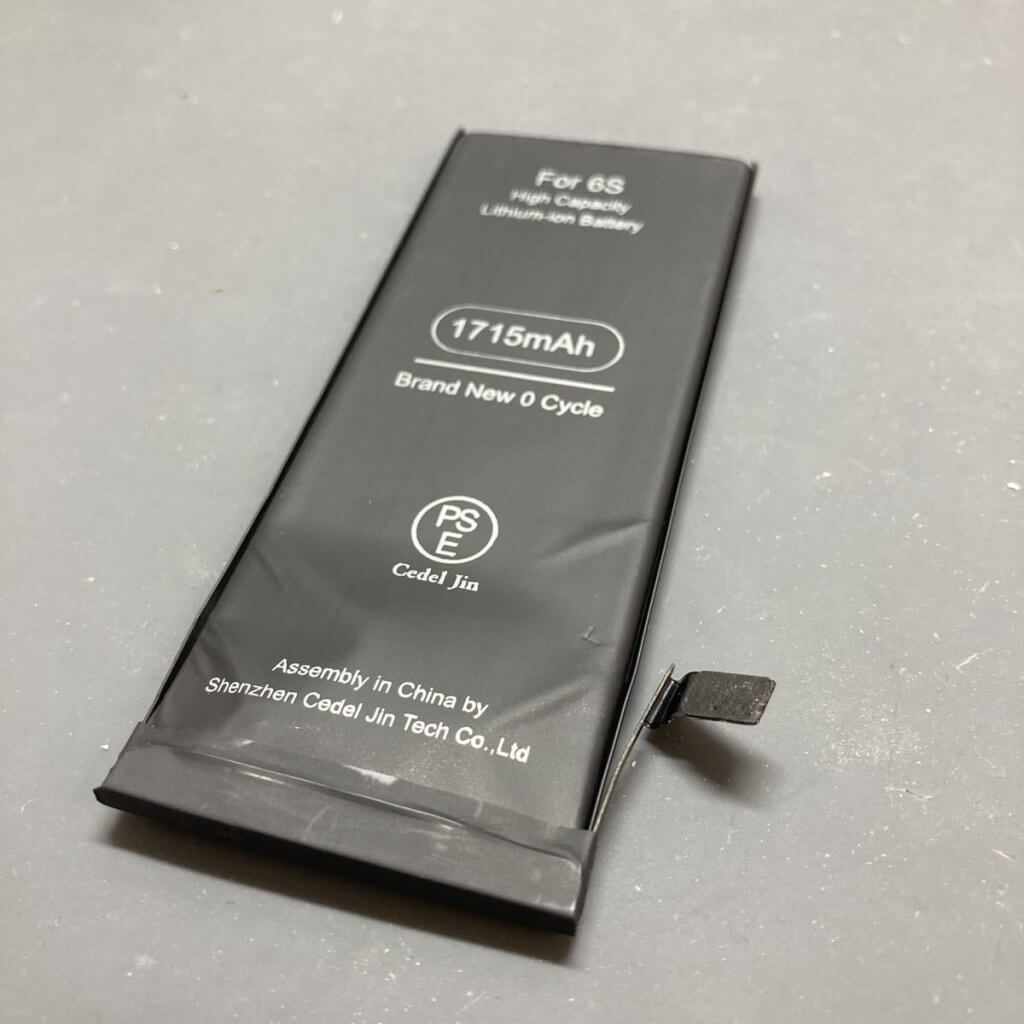 For 6S
High Capacity
Lithium-ion Battery
1715mAh
Brand New 0 Cycle
PS
E
Cedel Jin
Assembly in China by
Shenzhen Cedel Jin Tech Co.,Ltd